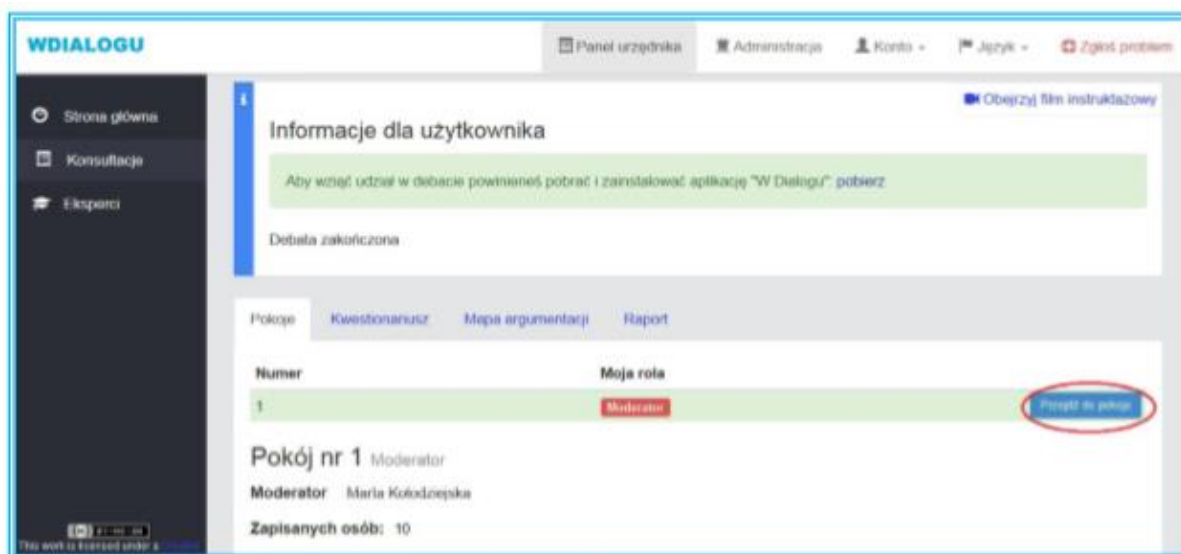 WDIALOGU
Panel urzędnika
Administracja
Konto
Język
Zgłoś problem
Strona główna
Konsultacje
Eksperci
Obejrzyj film instruktażowy
Informacje dla użytkownika
Aby wziąć udział w debacie powinieneś pobrać i zainstalować aplikację "W Dialogu": pobierz
Debata zakończona
Pokoje Kwestionariusz Mapa argumentacji Raport
Numer Moja rola
1 Moderator Przejdź do pokoju
Pokój nr 1 Moderator
Moderator Maria Kołodziejska
Zapisanych osób: 10
This work is licensed under a